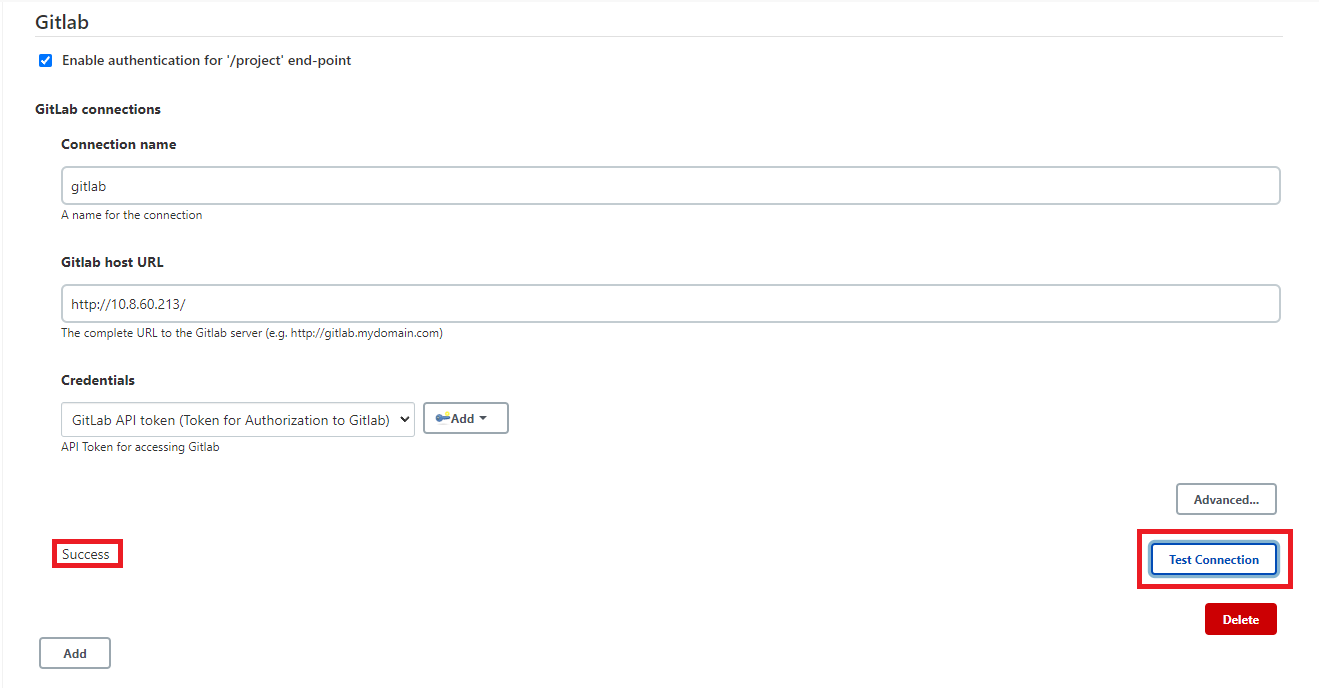 Gitlab
Enable authentication for '/project' end-point
GitLab connections
Connection name
gitlab
A name for the connection
Gitlab host URL
http://10.8.60.213/
The complete URL to the Gitlab server (e.g. http://gitlab.mydomain.com)
Credentials
GitLab API token (Token for Authorization to Gitlab)
Add
API Token for accessing Gitlab
Advanced...
Success
Test Connection
Delete
Add